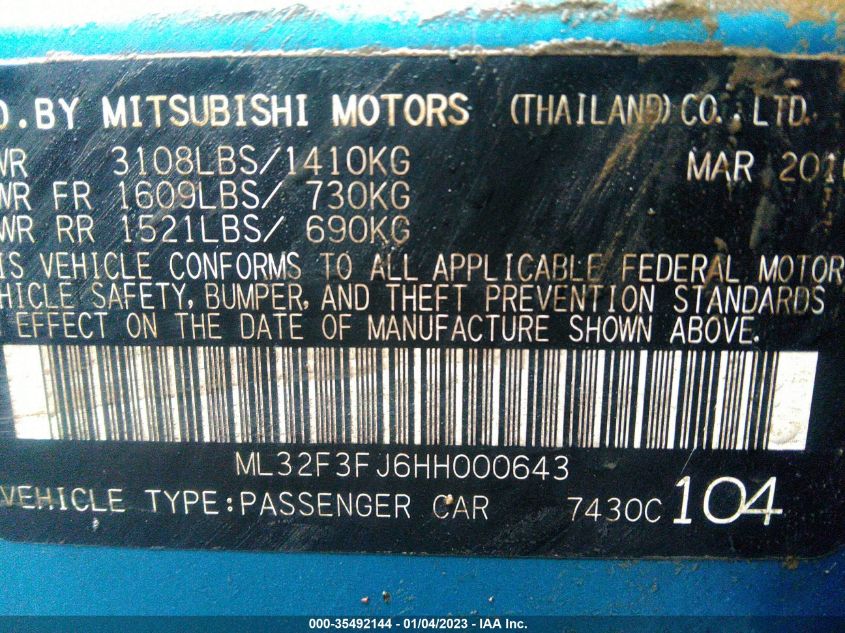 D.BY MITSUBISHI MOTORS (THAILAND) CO.,LTD.
WR 3108LBS/1410KG MAR 2016
WR FR 1609LBS/ 730KG
WR RR 1521LBS/ 690KG
IS VEHICLE CONFORMS TO ALL APPLICABLE FEDERAL MOTOR
HICLE SAFETY, BUMPER, AND THEFT PREVENTION STANDARDS
EFFECT ON THE DATE OF MANUFACTURE SHOWN ABOVE.
ML32F3FJ6HH000643
VEHICLE TYPE:PASSENGER CAR 7430C 104
000-35492144 - 01/04/2023 - IAA Inc.